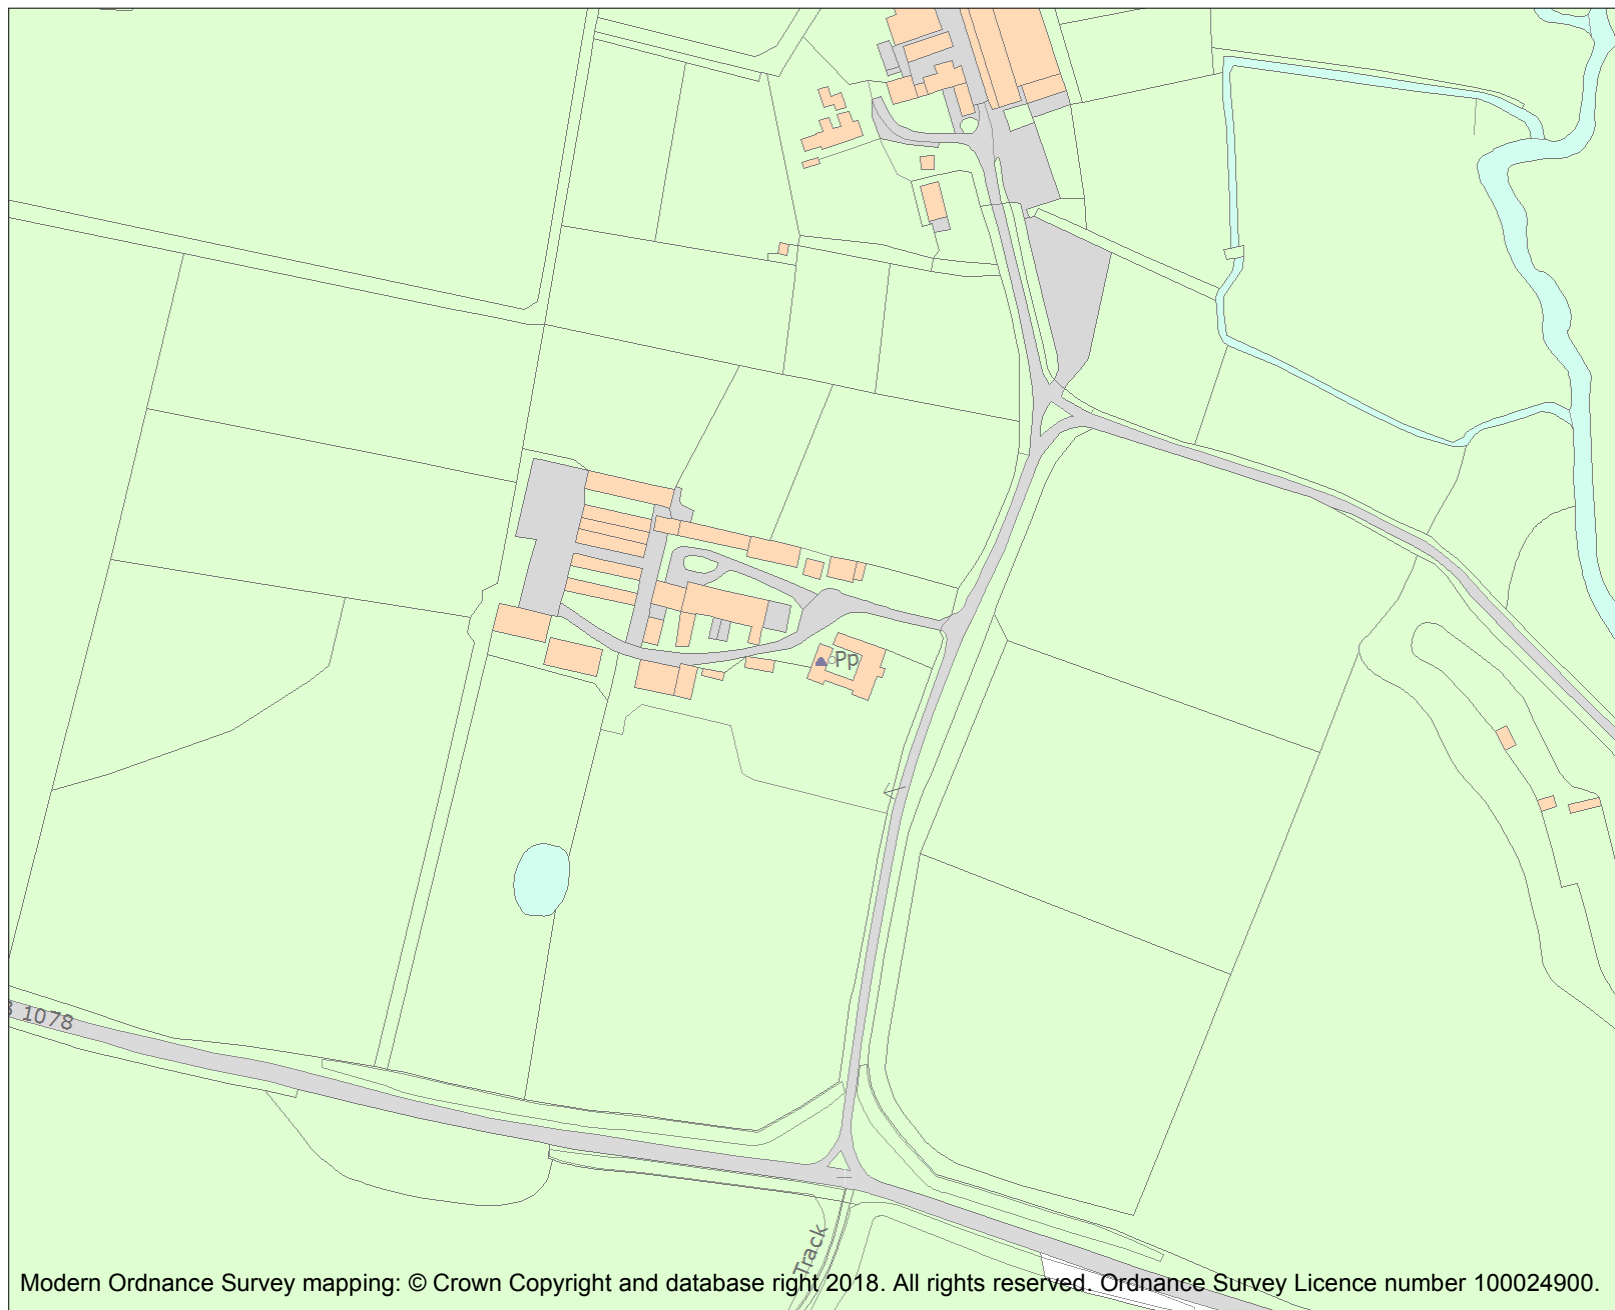 Pp
1078
Track
Modern Ordnance Survey mapping: © Crown Copyright and database right 2018. All rights reserved. Ordnance Survey Licence number 100024900.